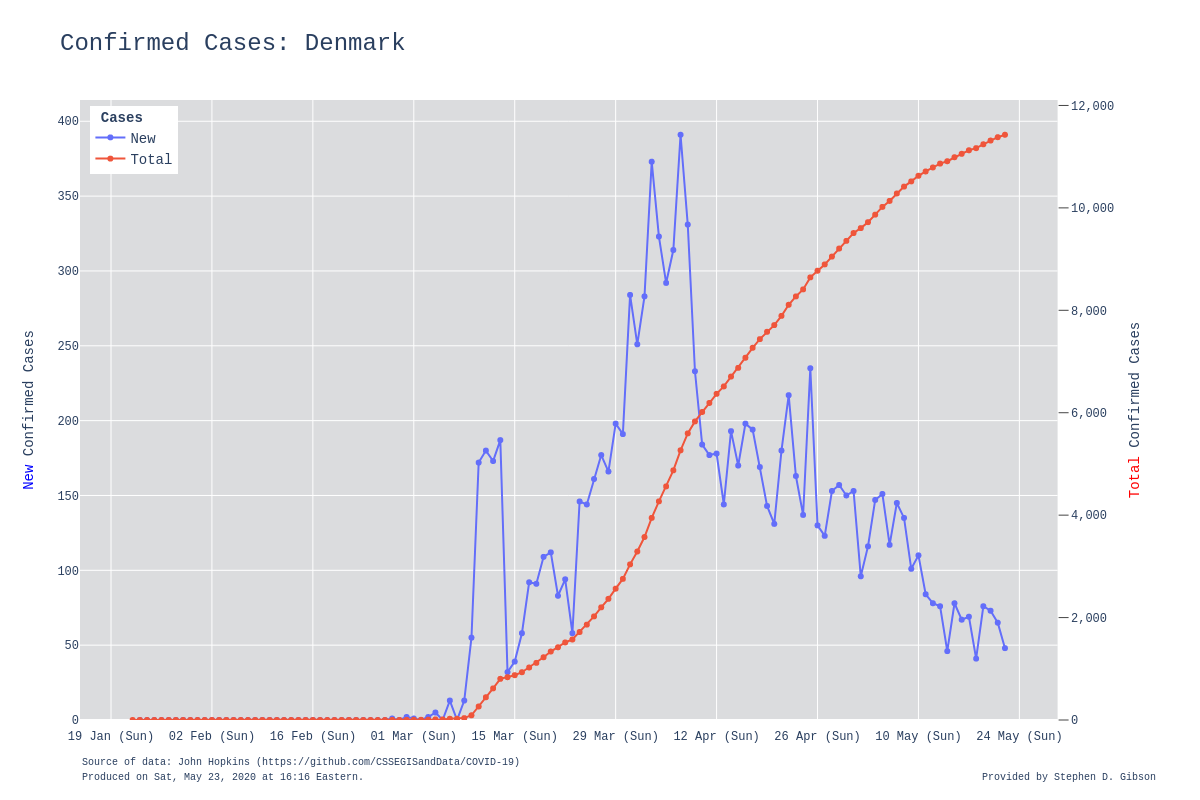 Confirmed Cases: Denmark
Cases
New
Total
400
350
300
250
200
150
100
50
0
12,000
10,000
8,000
6,000
4,000
2,000
0
New Confirmed Cases
Total Confirmed Cases
19 Jan (Sun) 02 Feb (Sun) 16 Feb (Sun) 01 Mar (Sun) 15 Mar (Sun) 29 Mar (Sun) 12 Apr (Sun) 26 Apr (Sun) 10 May (Sun) 24 May (Sun)
Source of data: John Hopkins (https://github.com/CSSEGISandData/COVID-19)
Produced on Sat, May 23, 2020 at 16:16 Eastern.
Provided by Stephen D. Gibson